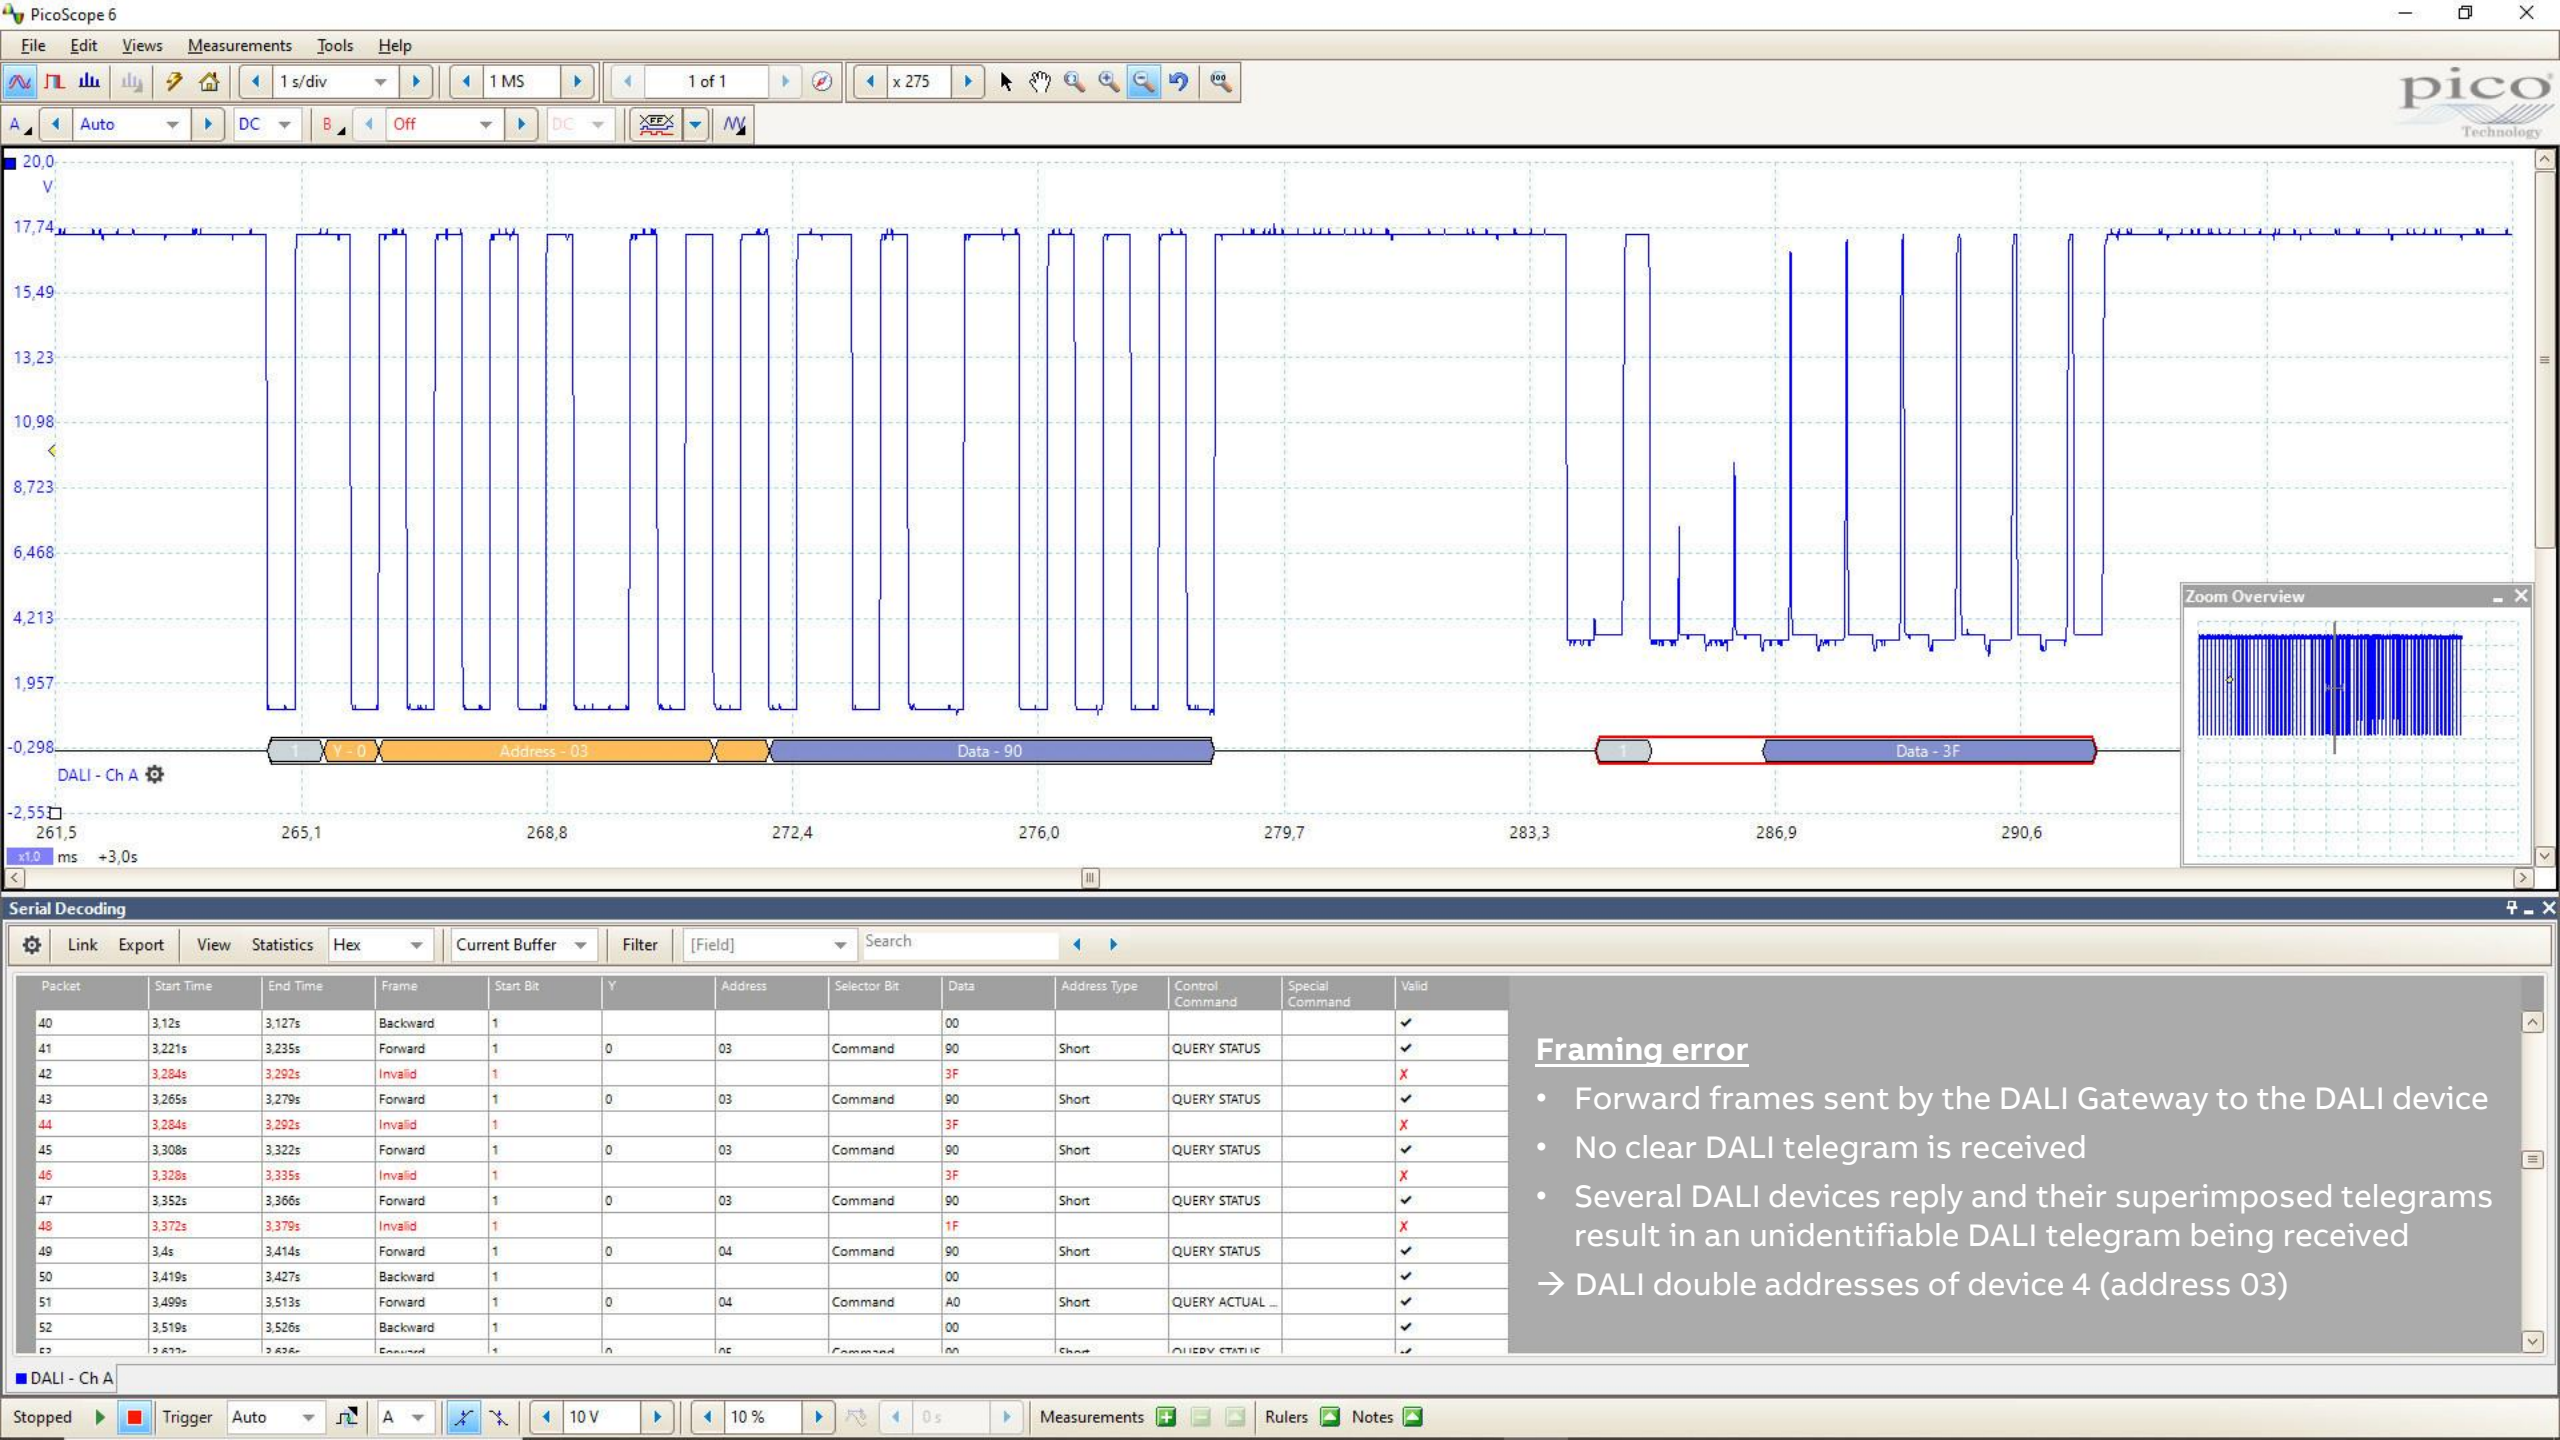 PicoScope 6
File Edit Views Measurements Tools Help
1 s/div 1 MS 1 of 1 x 275
pico
Technology
A Auto DC B Off DC
20,0
V
17,74
15,49
13,23
10,98
8,723
6,468
4,213
1,957
-0,298
-2,553
Zoom Overview
1 Y - 0 Address - 03 Data - 90 1 Data - 3F
DALI - Ch A
261,5 265,1 268,8 272,4 276,0 279,7 283,3 286,9 290,6
x1,0 ms +3,0s
Serial Decoding
Link Export View Statistics Hex Current Buffer Filter [Field] Search
Packet Start Time End Time Frame Start Bit Y Address Selector Bit Data Address Type Control Command Special Command Valid
40 3,12s 3,127s Backward 1 00 ✔
41 3,221s 3,235s Forward 1 0 03 Command 90 Short QUERY STATUS ✔
42 3,284s 3,292s Invalid 1 3F ✗
43 3,265s 3,279s Forward 1 0 03 Command 90 Short QUERY STATUS ✔
44 3,284s 3,292s Invalid 1 3F ✗
45 3,308s 3,322s Forward 1 0 03 Command 90 Short QUERY STATUS ✔
46 3,328s 3,335s Invalid 1 3F ✗
47 3,352s 3,366s Forward 1 0 03 Command 90 Short QUERY STATUS ✔
48 3,372s 3,379s Invalid 1 1F ✗
49 3,4s 3,414s Forward 1 0 04 Command 90 Short QUERY STATUS ✔
50 3,419s 3,427s Backward 1 00 ✔
51 3,499s 3,513s Forward 1 0 04 Command A0 Short QUERY ACTUAL ... ✔
52 3,519s 3,526s Backward 1 00 ✔
Framing error
• Forward frames sent by the DALI Gateway to the DALI device
• No clear DALI telegram is received
• Several DALI devices reply and their superimposed telegrams
result in an unidentifiable DALI telegram being received
→ DALI double addresses of device 4 (address 03)
DALI - Ch A
Stopped Trigger Auto A 10 V 10 % 0 s Measurements Rulers Notes